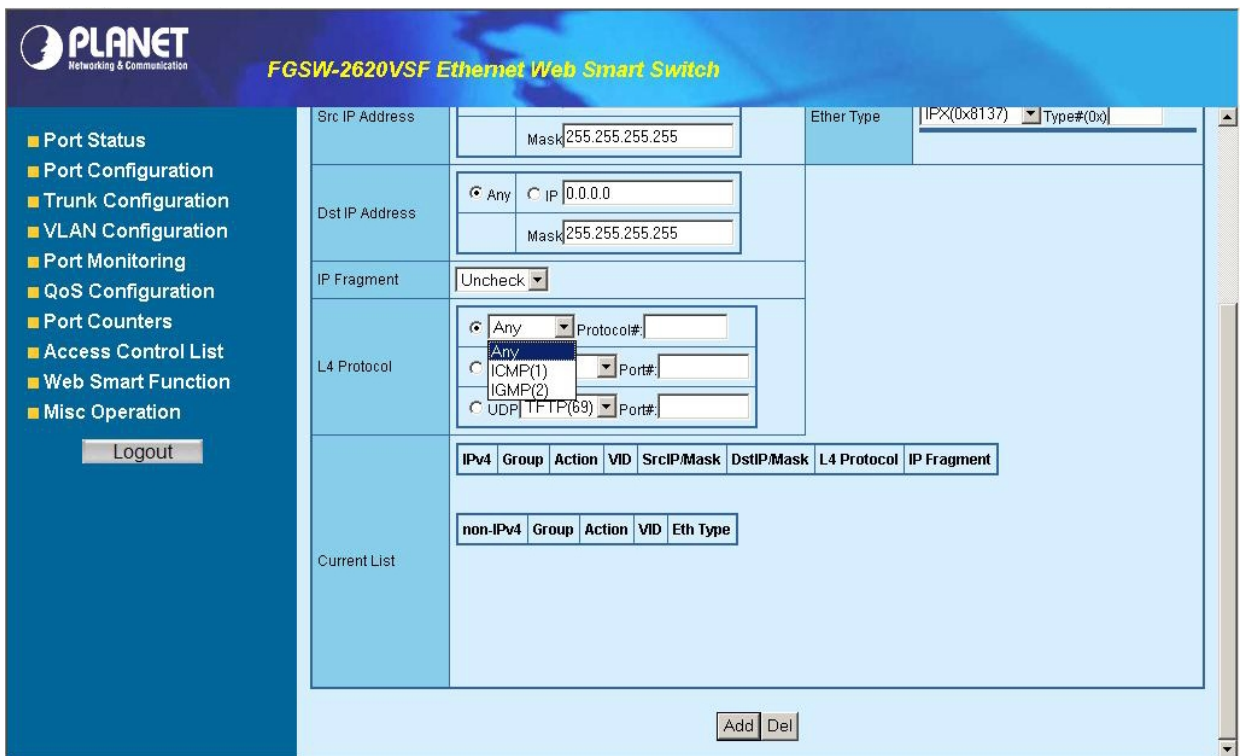 PLANET
Networking & Communication
FGSW-2620VSF Ethernet Web Smart Switch
Port Status
Port Configuration
Trunk Configuration
VLAN Configuration
Port Monitoring
QoS Configuration
Port Counters
Access Control List
Web Smart Function
Misc Operation
Logout
Src IP Address
Mask 255.255.255.255
Ether Type
IPX(0x8137) Type#(0x)
Dst IP Address
Any IP 0.0.0.0
Mask 255.255.255.255
IP Fragment
Uncheck
L4 Protocol
Any Protocol#:
Any
ICMP(1)
IGMP(2)
Port#:
UDP TFTP(69) Port#:
Current List
IPv4 Group Action VID SrcIP/Mask DstIP/Mask L4 Protocol IP Fragment
non-IPv4 Group Action VID Eth Type
Add Del